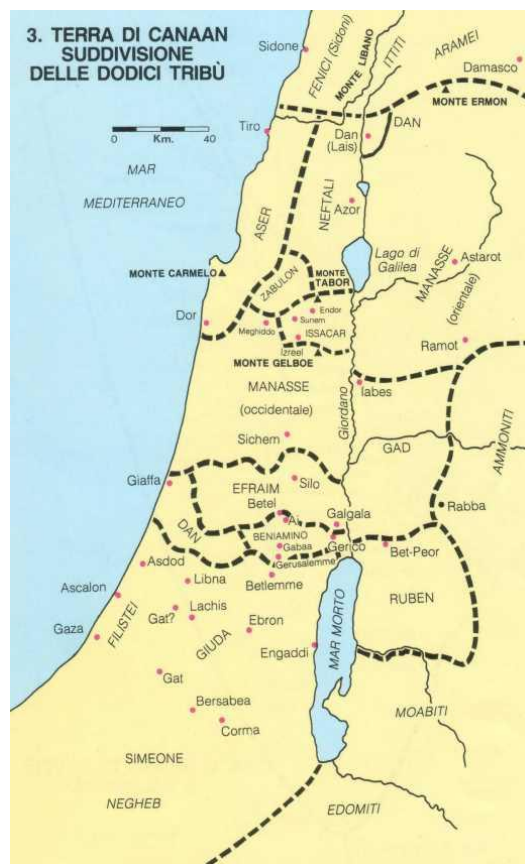 3. TERRA DI CANAAN
SUDDIVISIONE
DELLE DODICI TRIBÙ
0 40
Km.
Sidone
FENICI (Sidoni)
MONTE LIBANO
ITTITI
ARAMEI
Damasco
MONTE ERMON
Tiro
Dan
(Lais)
DAN
MAR
MEDITERRANEO
ASER
NEFTALI
Azor
Lago di
Galilea
MANASSE
(orientale)
Astarot
MONTE CARMELO
ZABULON
MONTE
TABOR
Dor
Endor
Sunem
Meghiddo
ISSACAR
Izreel
Ramot
MONTE GELBOE
MANASSE
(occidentale)
Iabes
Giordano
Sichem
GAD
AMMONITI
Giaffa
EFRAIM
Silo
Betel
Ai
Galgala
Rabba
DAN
BENIAMINO
Gabaa
Gerico
Bet-Peor
Gerusalemme
Asdod
Libna
Betlemme
Ascalon
RUBEN
Gat?
Lachis
FILISTEI
Gaza
GIUDA
Ebron
Engaddi
MAR MORTO
Gat
Bersabea
MOABITI
Corma
SIMEONE
NEGHEB
EDOMITI